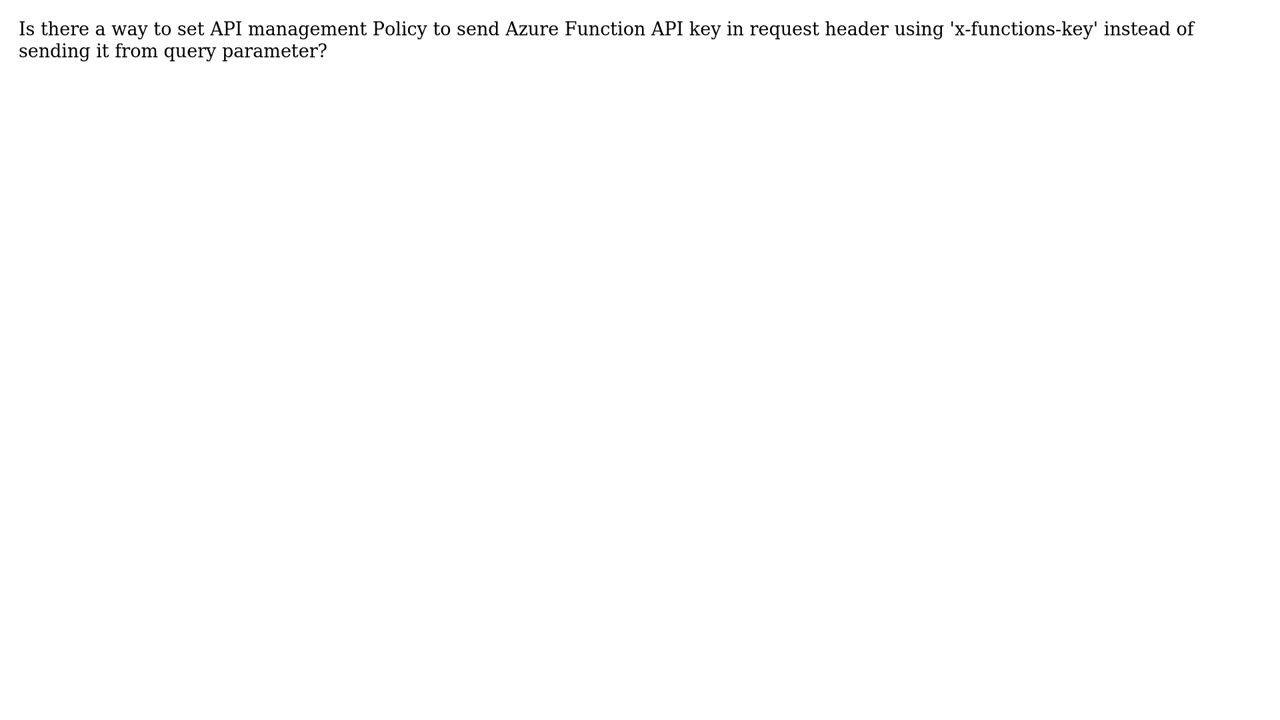 Is there a way to set API management Policy to send Azure Function API key in request header using 'x-functions-key' instead of
sending it from query parameter?